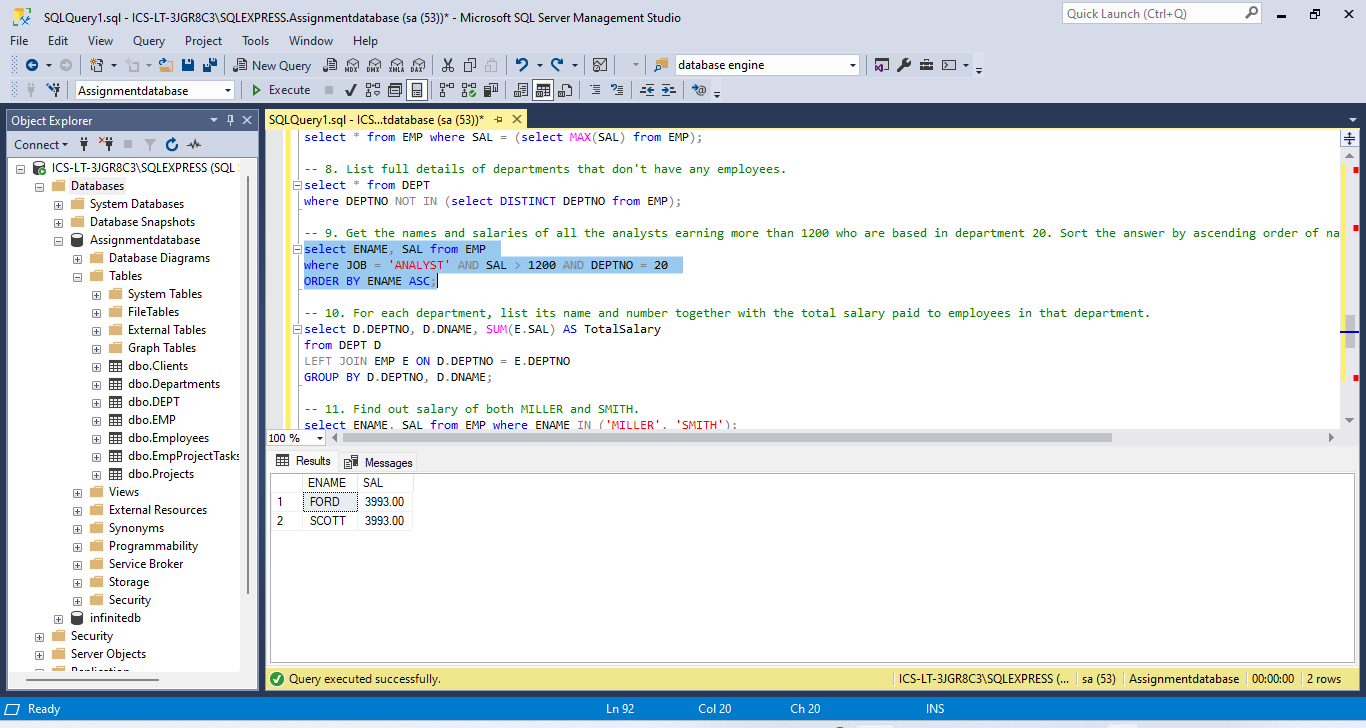 SQLQuery1.sql - ICS-LT-3JGR8C3\SQLEXPRESS.Assignmentdatabase (sa (53))* - Microsoft SQL Server Management Studio
Quick Launch (Ctrl+Q)
File Edit View Query Project Tools Window Help
New Query MDX DMX XMLA DAX database engine
Assignmentdatabase Execute
Object Explorer
Connect
ICS-LT-3JGR8C3\SQLEXPRESS (SQL
Databases
System Databases
Database Snapshots
Assignmentdatabase
Database Diagrams
Tables
System Tables
FileTables
External Tables
Graph Tables
dbo.Clients
dbo.Departments
dbo.DEPT
dbo.EMP
dbo.Employees
dbo.EmpProjectTasks
dbo.Projects
Views
External Resources
Synonyms
Programmability
Service Broker
Storage
Security
infinitedb
Security
Server Objects
Replication
SQLQuery1.sql - ICS...tdatabase (sa (53))*
select * from EMP where SAL = (select MAX(SAL) from EMP);
-- 8. List full details of departments that don't have any employees.
select * from DEPT
where DEPTNO NOT IN (select DISTINCT DEPTNO from EMP);
-- 9. Get the names and salaries of all the analysts earning more than 1200 who are based in department 20. Sort the answer by ascending order of na
select ENAME, SAL from EMP
where JOB = 'ANALYST' AND SAL > 1200 AND DEPTNO = 20
ORDER BY ENAME ASC;
-- 10. For each department, list its name and number together with the total salary paid to employees in that department.
select D.DEPTNO, D.DNAME, SUM(E.SAL) AS TotalSalary
from DEPT D
LEFT JOIN EMP E ON D.DEPTNO = E.DEPTNO
GROUP BY D.DEPTNO, D.DNAME;
-- 11. Find out salary of both MILLER and SMITH.
select ENAME, SAL from EMP where ENAME IN ('MILLER', 'SMITH');
100 %
Results Messages
ENAME SAL
1 FORD 3993.00
2 SCOTT 3993.00
Query executed successfully. ICS-LT-3JGR8C3\SQLEXPRESS (... sa (53) Assignmentdatabase 00:00:00 2 rows
Ready Ln 92 Col 20 Ch 20 INS